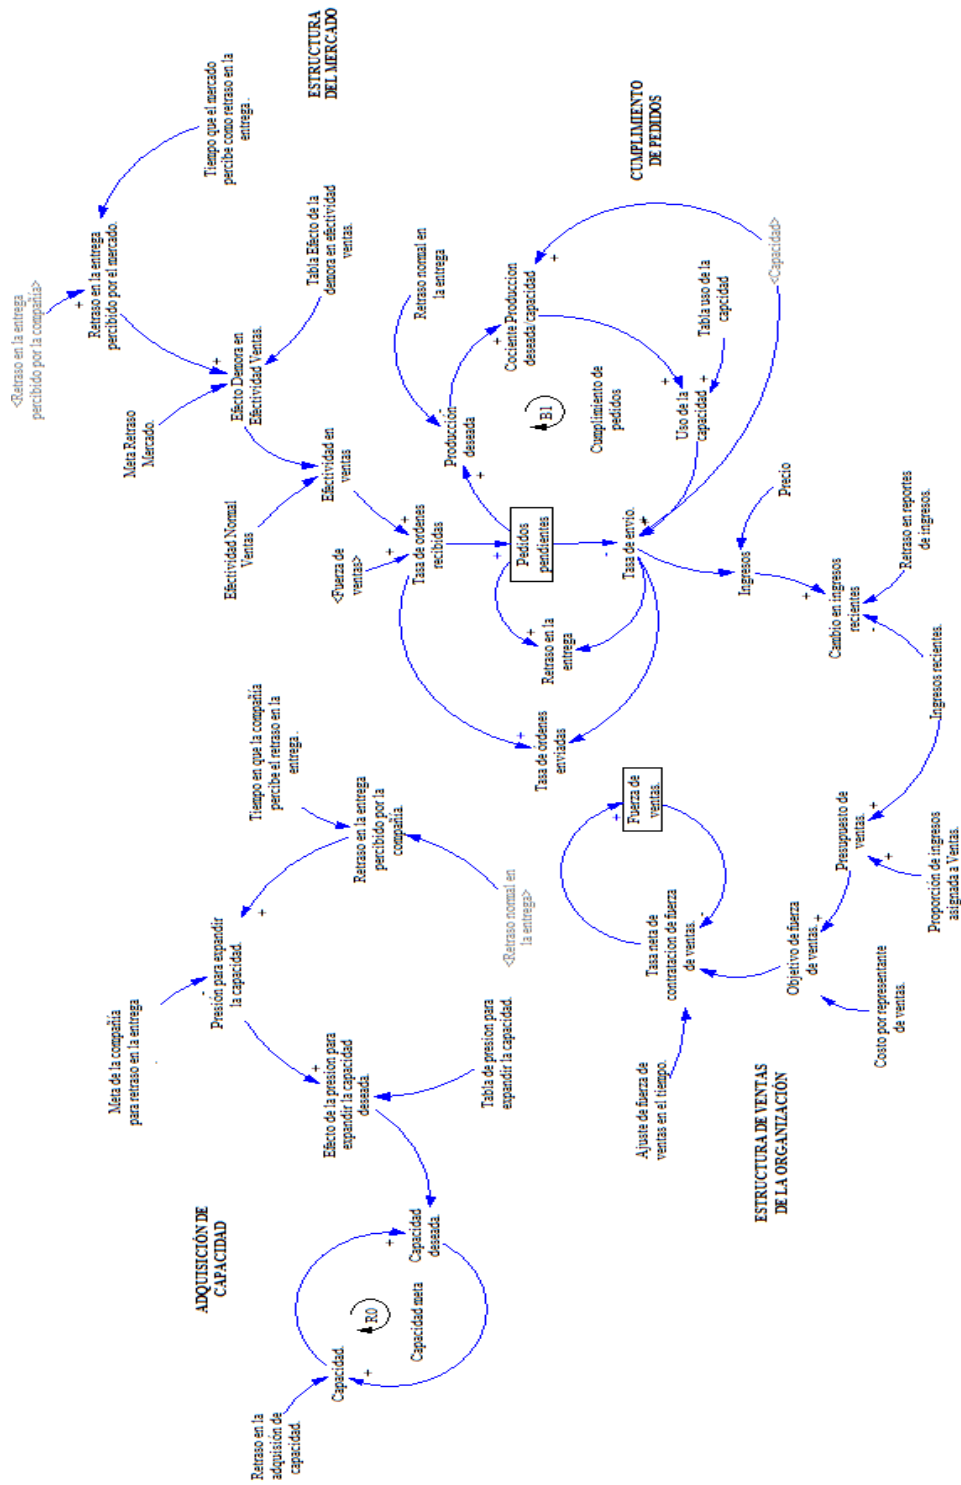 ADQUISICIÓN DE
CAPACIDAD
Retraso en la
adquisión de
capacidad.
Capacidad.
+
R0
Capacidad meta
+
Capacidad
deseada.
Meta de la compañía
para retraso en la entrega
-
Presión para expandir
la capacidad.
+
+
Efecto de la presion para
expandir la capacidad
deseada.
Tabla de presion para
expandir la capacidad.
Tiempo en que la compañía
percibe el retraso en la
entrega .
Retraso en la entrega
percibido por la
compañía.
<Retraso normal en
la entrega>
<Retraso en la entrega
percibido por la compañía>
+
Retraso en la entrega
percibido por el mercado.
Tiempo que el mercado
percibe como retraso en la
entrega .
ESTRUCTURA
DEL MERCADO
Meta Retraso
Mercado.
+
Efecto Demora en
Efectividad Ventas.
Tabla Efecto de la
demora en efectividad
ventas.
Efectividad Normal
Ventas
Efectividad en
ventas
<Fuerza de
ventas>
+
+
Tasa de ordenes
recibidas
Retraso normal en
la entrega
-
Producción
deseada
+
+
Pedidos
pendientes
+
Cociente Produccion
deseada/capacidad
+
B1
Cumplimiento de
pedidos
CUMPLIMIENTO
DE PEDIDOS
+
Retraso en la
entrega
+
Tasa de órdenes
enviadas
-
Tasa de envio.
+
+
Uso de la
capacidad
+
Tabla uso de la
capcidad
<Capacidad>
Ingresos
Precio
+
Cambio en ingresos
recientes
-
Retraso en reportes
de ingresos.
Ingresos recientes.
+
Presupuesto de
ventas.
+
Proporción de ingresos
asignada a Ventas.
+
Objetivo de fuerza
de ventas.
Costo por representante
de ventas.
Tasa neta de
contratacion de fuerza
de ventas.
-
+
Fuerza de
ventas.
Ajuste de fuerza de
ventas en el tiempo.
ESTRUCTURA DE VENTAS
DE LA ORGANIZACIÓN